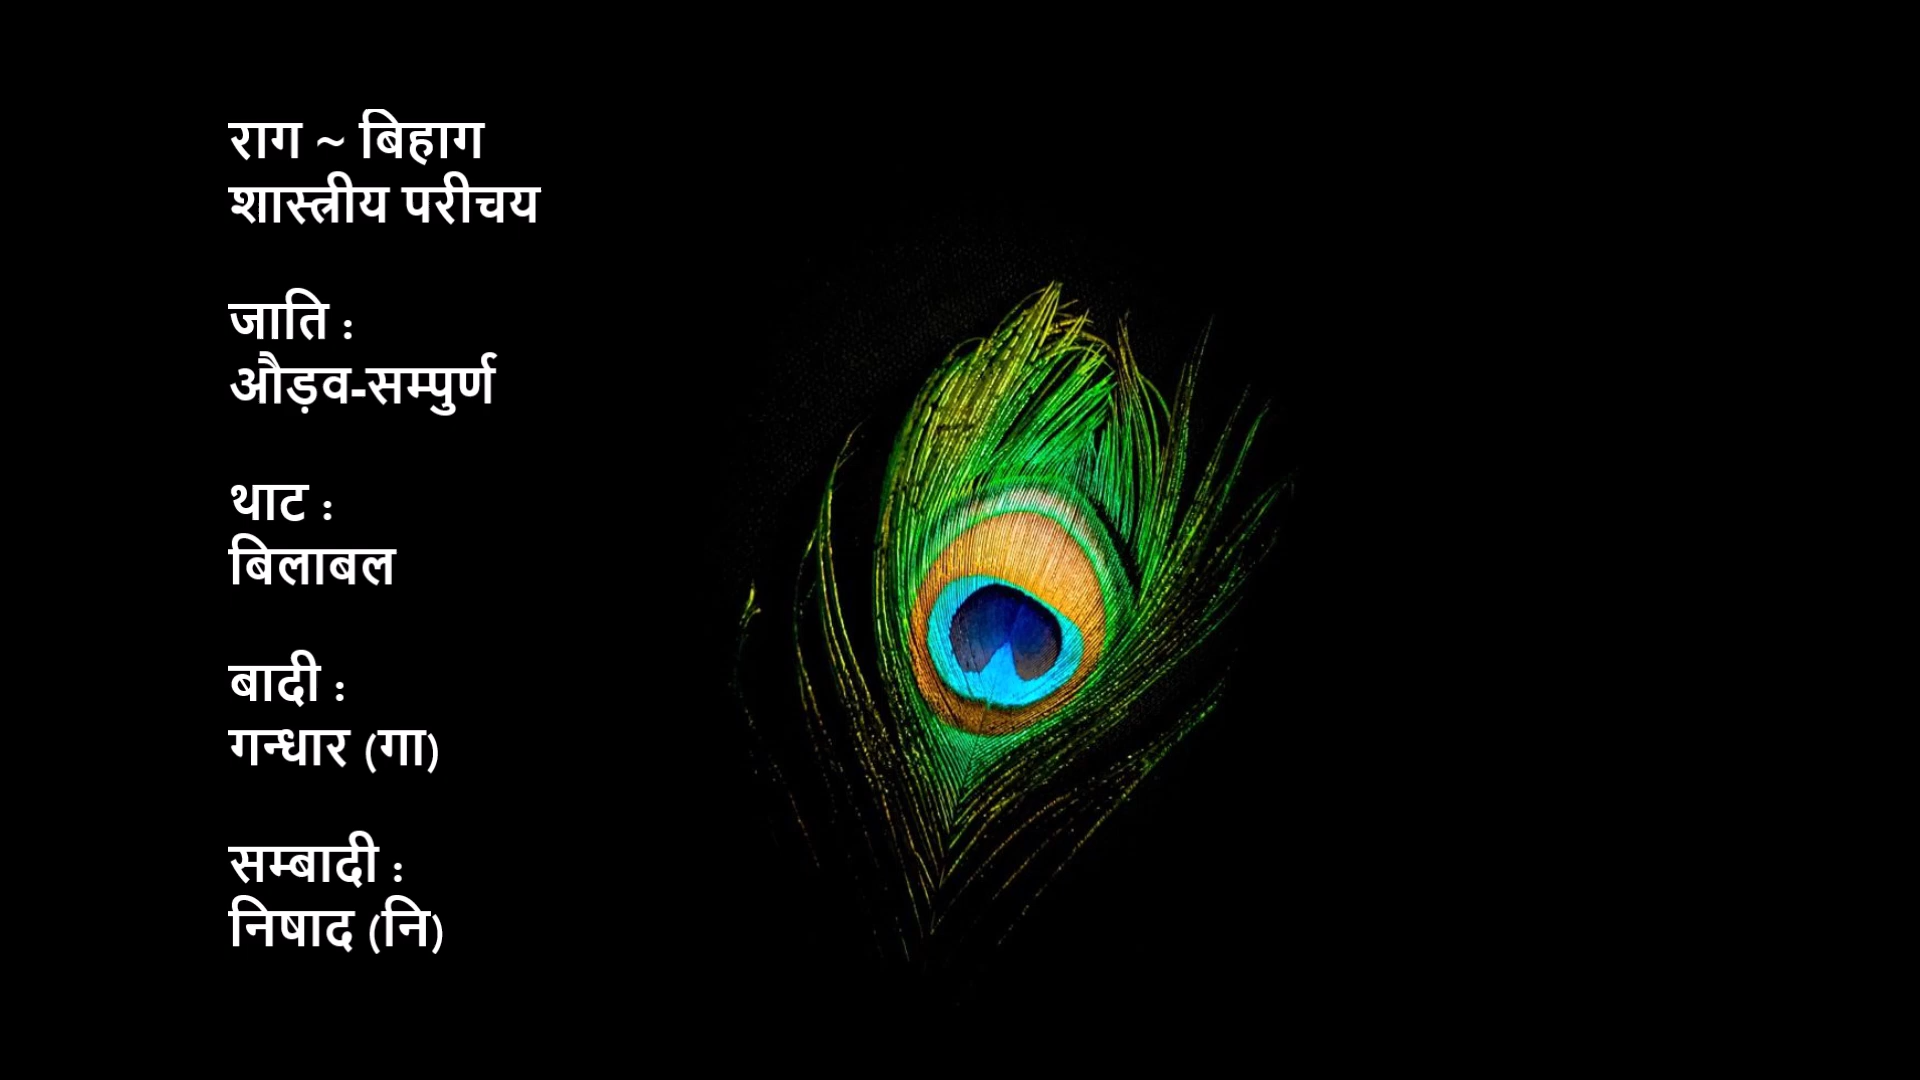 राग ~ बिहाग
शास्त्रीय परीचय
जाति :
औड़व-सम्पुर्ण
थाट :
बिलाबल
बादी :
गन्धार (गा)
सम्बादी :
निषाद (नि)